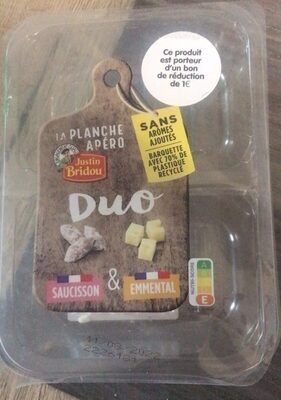 Ce produit
est porteur
d'un bon
de réduction
de 1€
LA PLANCHE
APÉRO
Justin
Bridou
SANS
ARÔMES
AJOUTÉS
BARQUETTE
AVEC 70% DE
PLASTIQUE
RECYCLÉ
Duo
SAUCISSON & EMMENTAL
NUTRI-SCORE
A
E